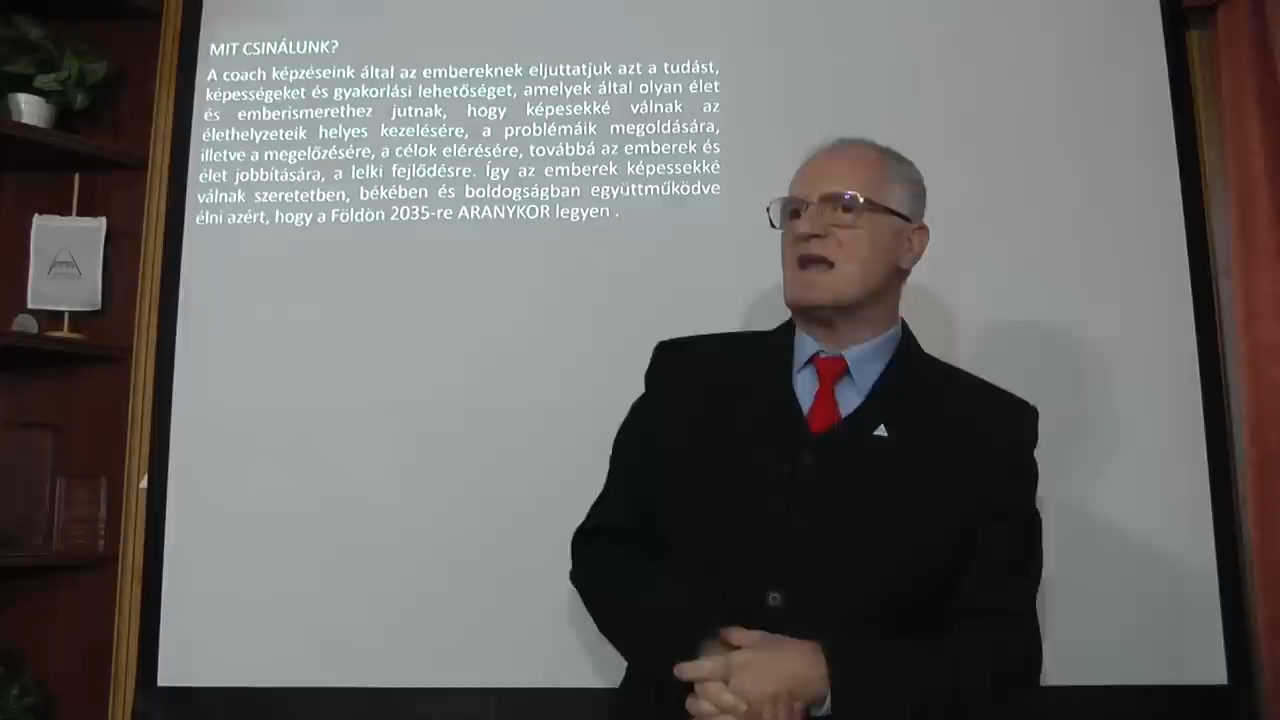 MIT CSINÁLUNK?
A coach képzéseink által az embereknek eljuttatjuk azt a tudást,
képességeket és gyakorlási lehetőséget, amelyek által olyan élet
és emberismerethez jutnak, hogy képesekké válnak az
élethelyzeteik helyes kezelésére, a problémáik megoldására,
illetve a megelőzésére, a célok elérésére, továbbá az emberek és
élet jobbítására, a lelki fejlődésre. Így az emberek képessekké
válnak szeretetben, békében és boldogságban együttműködve
élni azért, hogy a Földön 2035-re ARANYKOR legyen .